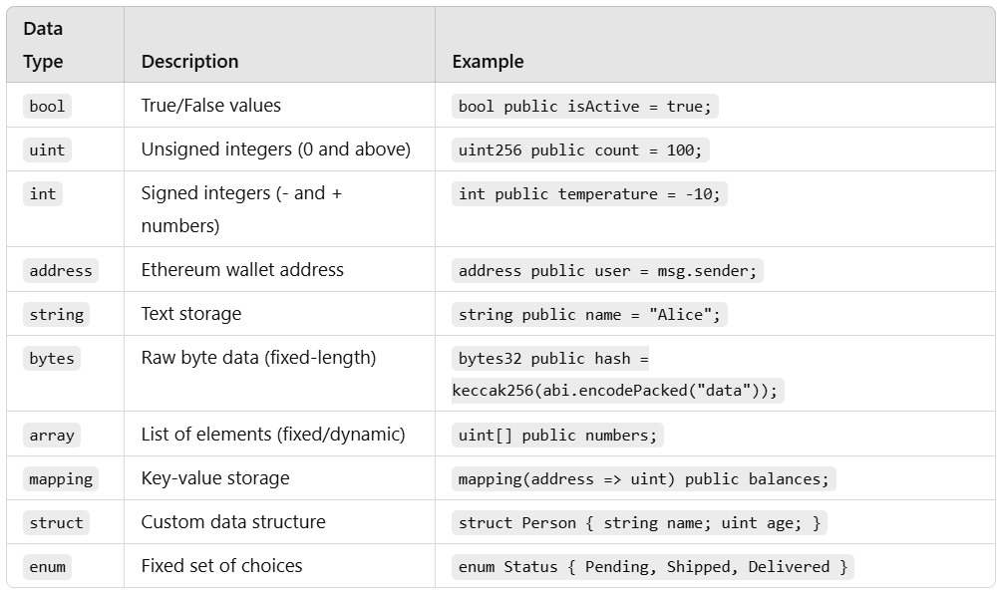 Data
Type Description Example
bool True/False values bool public isActive = true;
uint Unsigned integers (0 and above) uint256 public count = 100;
int Signed integers (- and + int public temperature = -10;
numbers)
address Ethereum wallet address address public user = msg.sender;
string Text storage string public name = "Alice";
bytes Raw byte data (fixed-length) bytes32 public hash =
keccak256(abi.encodePacked("data"));
array List of elements (fixed/dynamic) uint[] public numbers;
mapping Key-value storage mapping(address => uint) public balances;
struct Custom data structure struct Person { string name; uint age; }
enum Fixed set of choices enum Status { Pending, Shipped, Delivered }